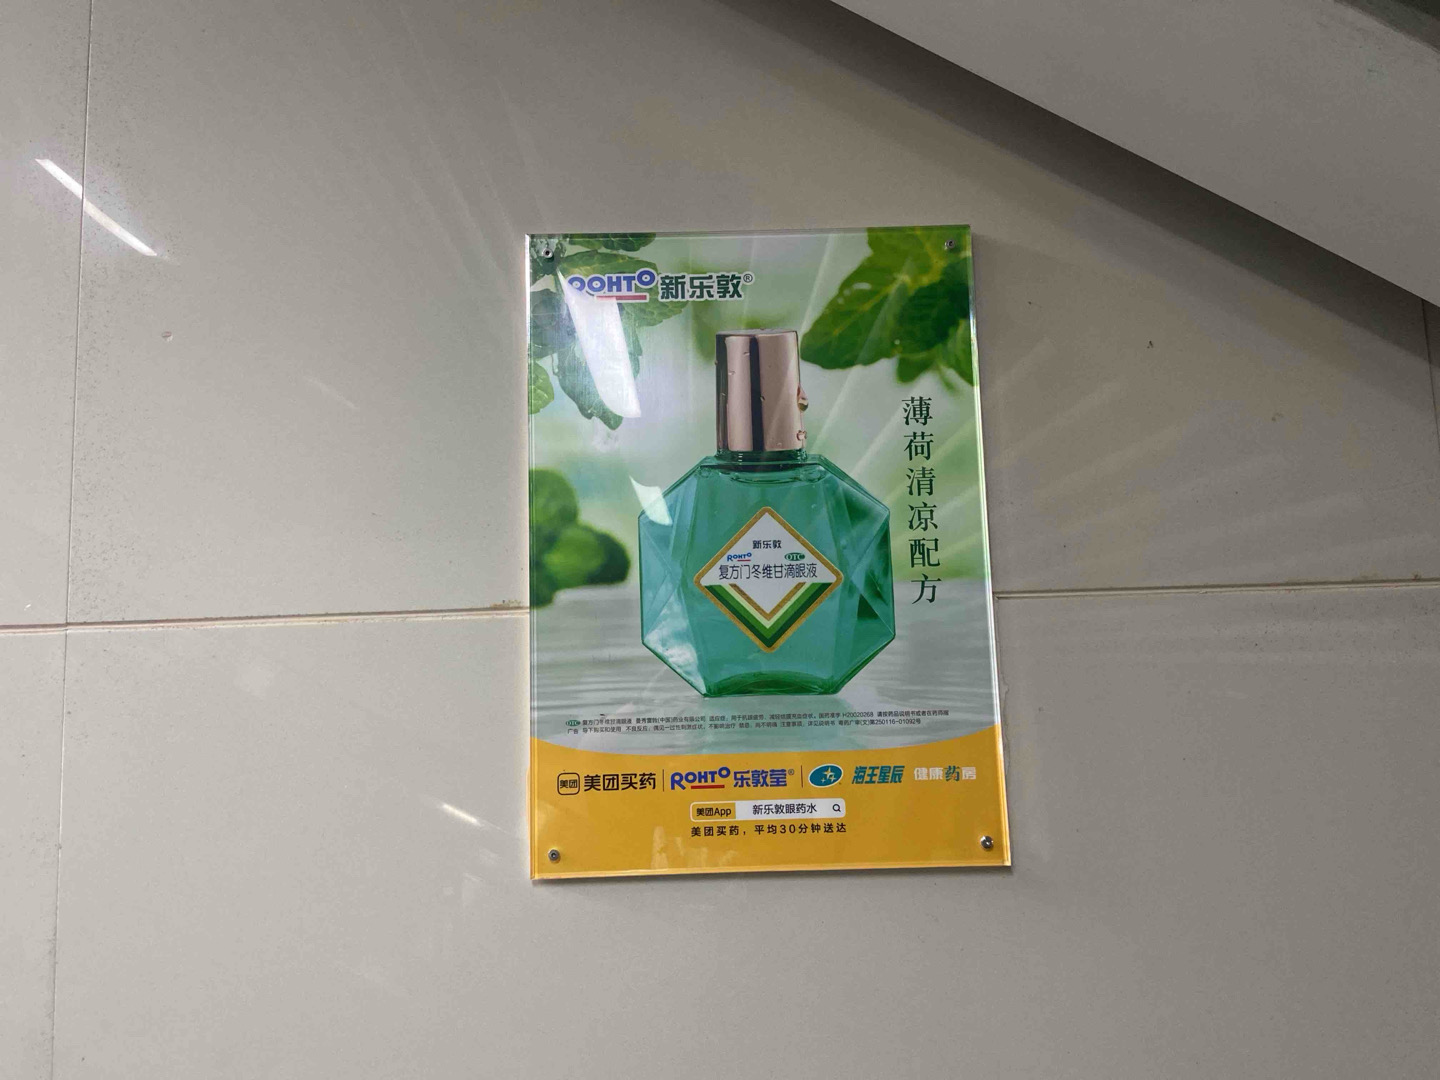 ROHTO 新乐敦®
薄荷清凉配方
新乐敦
ROHTO OTC
复方门冬维甘滴眼液
美团 美团买药 ROHTO 乐敦莹® 海王星辰 健康药房
美团App 新乐敦眼药水
美团买药，平均30分钟送达